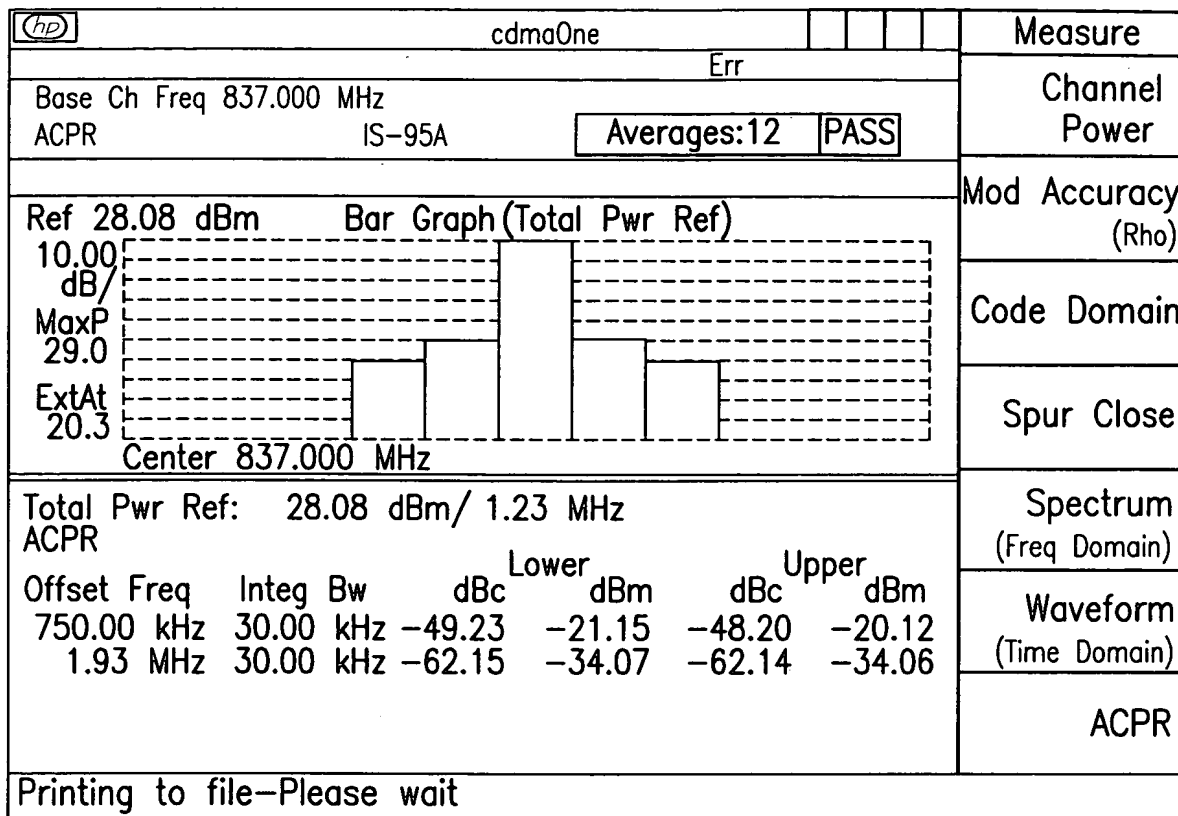 hp cdmaOne
Err
Base Ch Freq 837.000 MHz
ACPR IS-95A Averages:12 PASS
Ref 28.08 dBm Bar Graph (Total Pwr Ref)
10.00
dB/
MaxP
29.0
ExtAt
20.3
Center 837.000 MHz
Total Pwr Ref: 28.08 dBm/ 1.23 MHz
ACPR
Lower Upper
Offset Freq Integ Bw dBc dBm dBc dBm
750.00 kHz 30.00 kHz -49.23 -21.15 -48.20 -20.12
1.93 MHz 30.00 kHz -62.15 -34.07 -62.14 -34.06
Printing to file-Please wait
Measure
Channel
Power
Mod Accuracy
(Rho)
Code Domain
Spur Close
Spectrum
(Freq Domain)
Waveform
(Time Domain)
ACPR